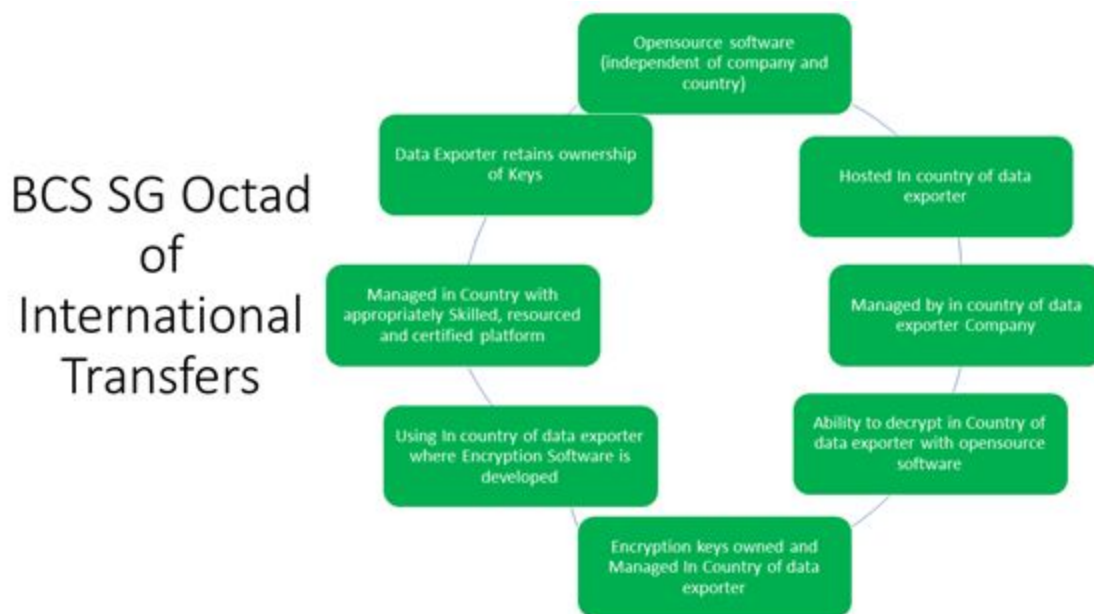 BCS SG Octad
of
International
Transfers
Opensource software
(independent of company and
country)
Hosted In country of data
exporter
Managed by in country of data
exporter Company
Ability to decrypt in Country of
data exporter with opensource
software
Encryption keys owned and
Managed In Country of data
exporter
Using In country of data exporter
where Encryption Software is
developed
Managed in Country with
appropriately Skilled, resourced
and certified platform
Data Exporter retains ownership
of Keys